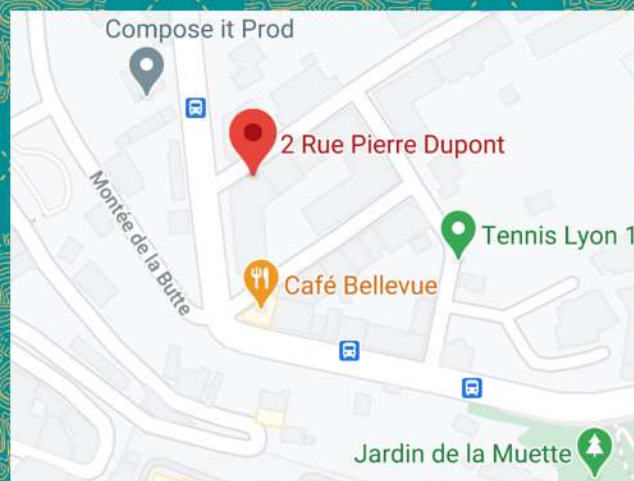 Compose it Prod
2 Rue Pierre Dupont
Montée de la Butte
Tennis Lyon 1
Café Bellevue
Jardin de la Muette